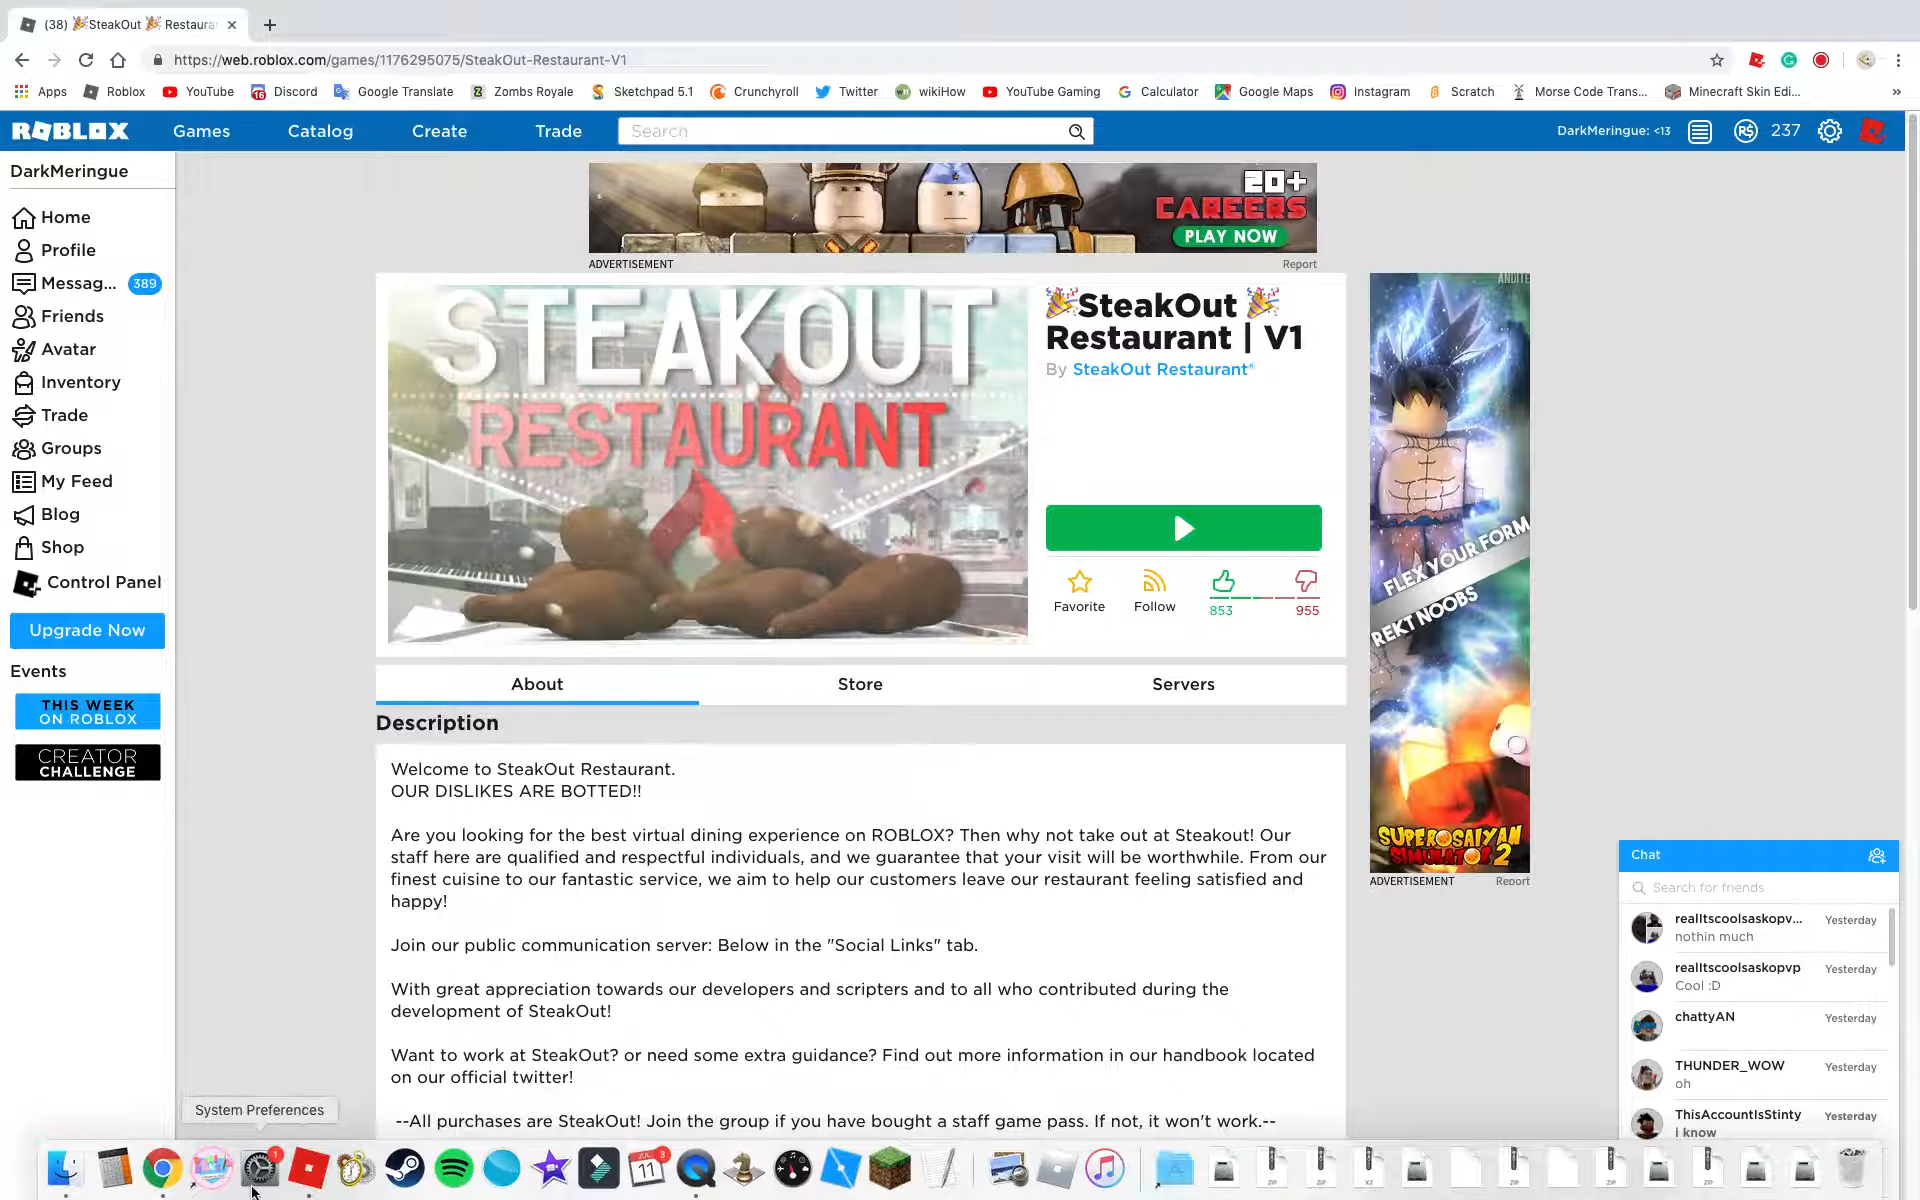 (38) 🎉SteakOut 🎉 Restaura
https://web.roblox.com/games/1176295075/SteakOut-Restaurant-V1
Apps Roblox YouTube Discord Google Translate Zombs Royale Sketchpad 5.1 Crunchyroll Twitter wikiHow YouTube Gaming Calculator Google Maps Instagram Scratch Morse Code Trans... Minecraft Skin Edi... »
ROBLOX Games Catalog Create Trade Search DarkMeringue: <13 R$ 237
DarkMeringue
Home
Profile
Messag... 389
Friends
Avatar
Inventory
Trade
Groups
My Feed
Blog
Shop
Control Panel
Upgrade Now
Events
THIS WEEK
ON ROBLOX
CREATOR
CHALLENGE
20+
CAREERS
PLAY NOW
ADVERTISEMENT Report
STEAKOUT
RESTAURANT
🎉SteakOut 🎉
Restaurant | V1
By SteakOut Restaurant®
Favorite Follow 853 955
About Store Servers
Description
Welcome to SteakOut Restaurant.
OUR DISLIKES ARE BOTTED!!
Are you looking for the best virtual dining experience on ROBLOX? Then why not take out at Steakout! Our
staff here are qualified and respectful individuals, and we guarantee that your visit will be worthwhile. From our
finest cuisine to our fantastic service, we aim to help our customers leave our restaurant feeling satisfied and
happy!
Join our public communication server: Below in the "Social Links" tab.
With great appreciation towards our developers and scripters and to all who contributed during the
development of SteakOut!
Want to work at SteakOut? or need some extra guidance? Find out more information in our handbook located
on our official twitter!
--All purchases are SteakOut! Join the group if you have bought a staff game pass. If not, it won't work.--
FLEX YOUR FORM
REKT NOOBS
SUPER SAIYAN
SIMULATOR 2
ADVERTISEMENT Report
Chat
Search for friends
realItscoolsaskopv... Yesterday
nothin much
realItscoolsaskopvp Yesterday
Cool :D
chattyAN Yesterday
THUNDER_WOW Yesterday
oh
ThisAccountIsStinty Yesterday
i know
System Preferences
1
JUL 3
11
ZIP ZIP XZ ZIP ZIP ZIP